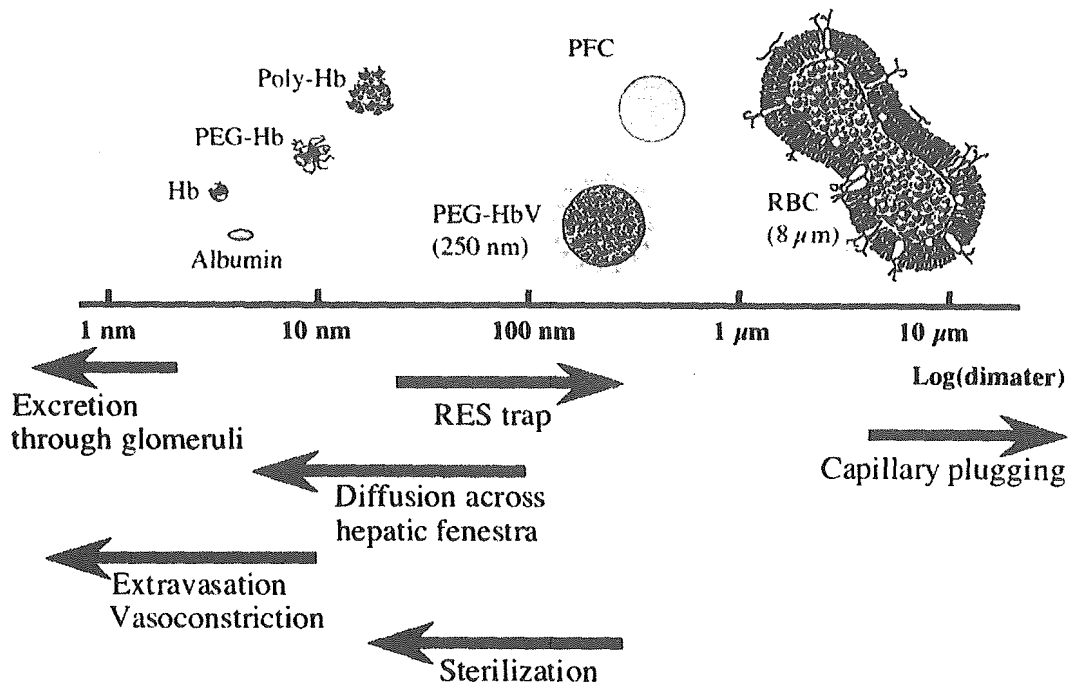 PFC
Poly-Hb
PEG-Hb
Hb
Albumin
PEG-HbV
(250 nm)
RBC
(8 μm)
1 nm
10 nm
100 nm
1 μm
10 μm
Log(dimater)
Excretion
through glomeruli
RES trap
Capillary plugging
Diffusion across
hepatic fenestra
Extravasation
Vasoconstriction
Sterilization